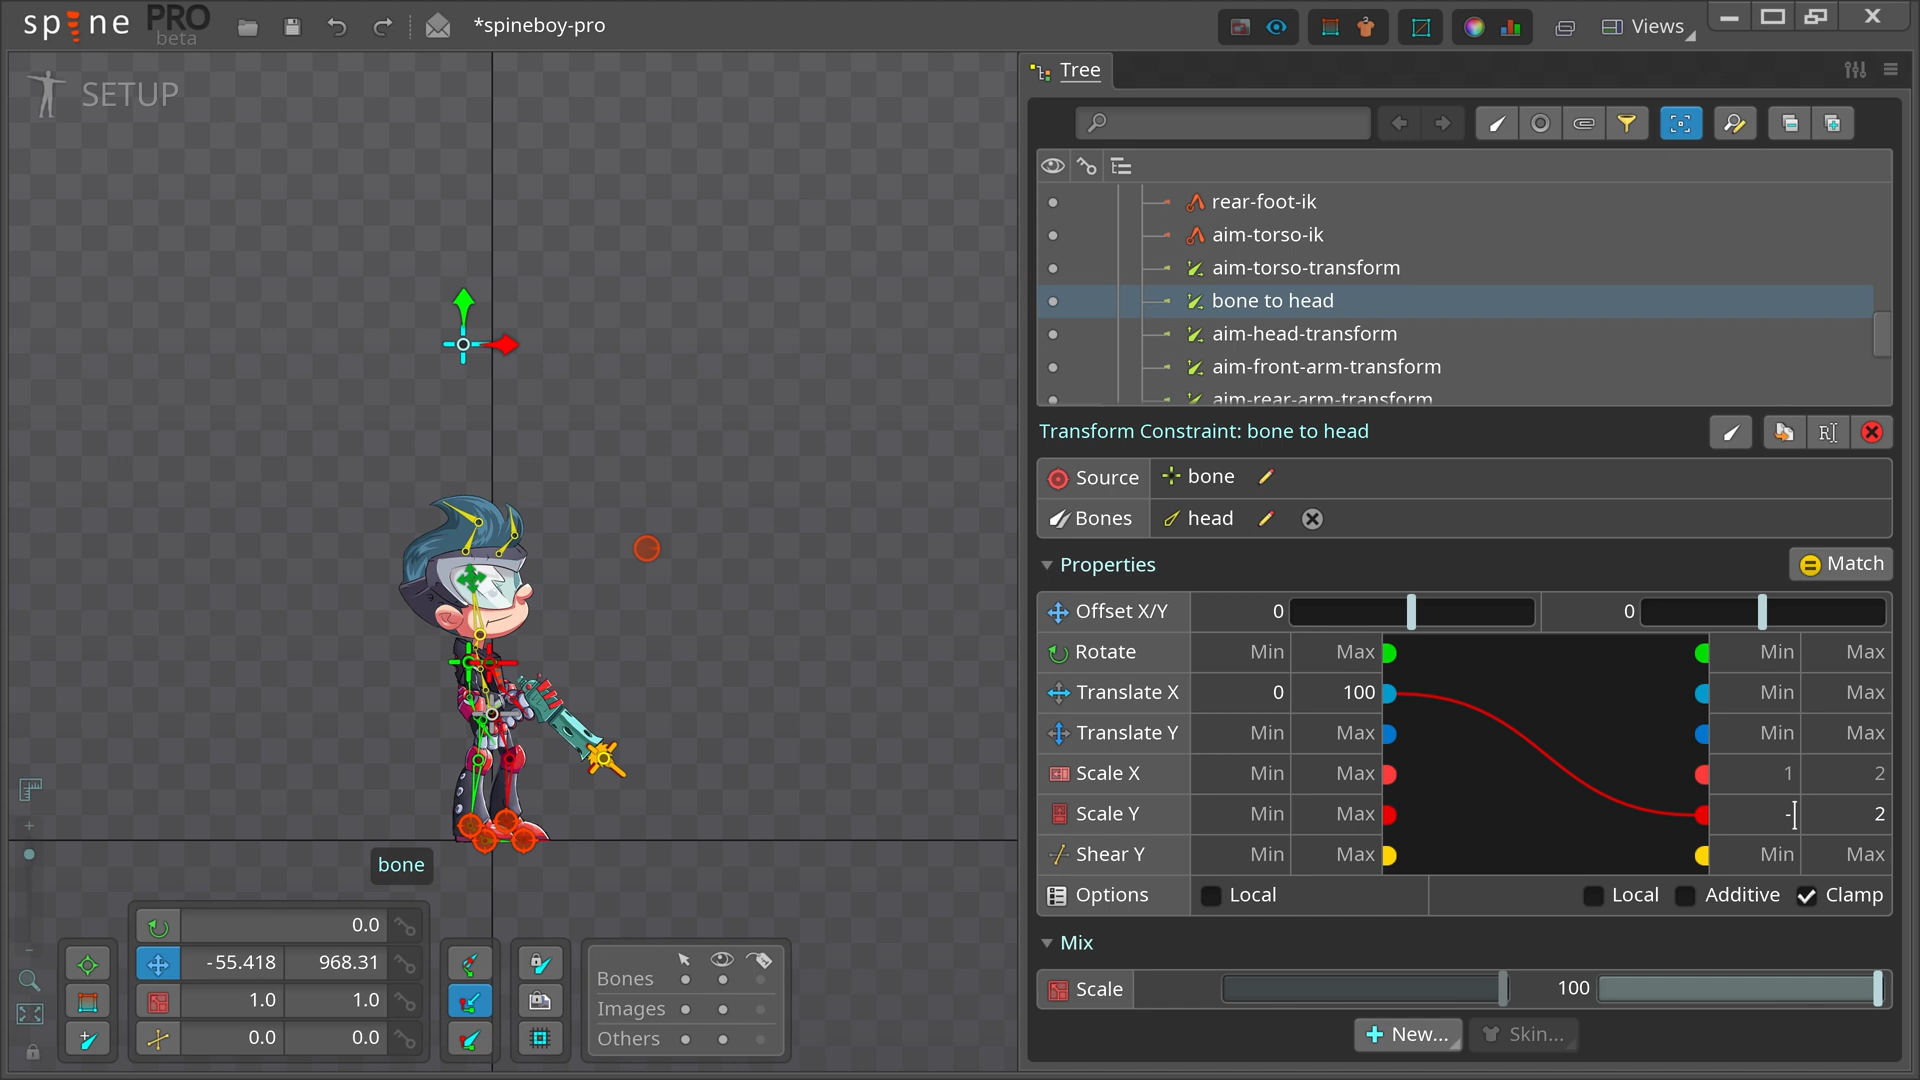 spine PRO beta
*spineboy-pro
Views
SETUP
Tree
rear-foot-ik
aim-torso-ik
aim-torso-transform
bone to head
aim-head-transform
aim-front-arm-transform
aim-rear-arm-transform
Transform Constraint: bone to head
Source bone
Bones head
Properties Match
Offset X/Y 0 0
Rotate Min Max Min Max
Translate X 0 100 Min Max
Translate Y Min Max Min Max
Scale X Min Max 1 2
Scale Y Min Max - 2
Shear Y Min Max Min Max
Options Local Local Additive Clamp
Mix
Scale 100
New... Skin...
bone
0.0
-55.418 968.31
1.0 1.0
0.0 0.0
Bones
Images
Others